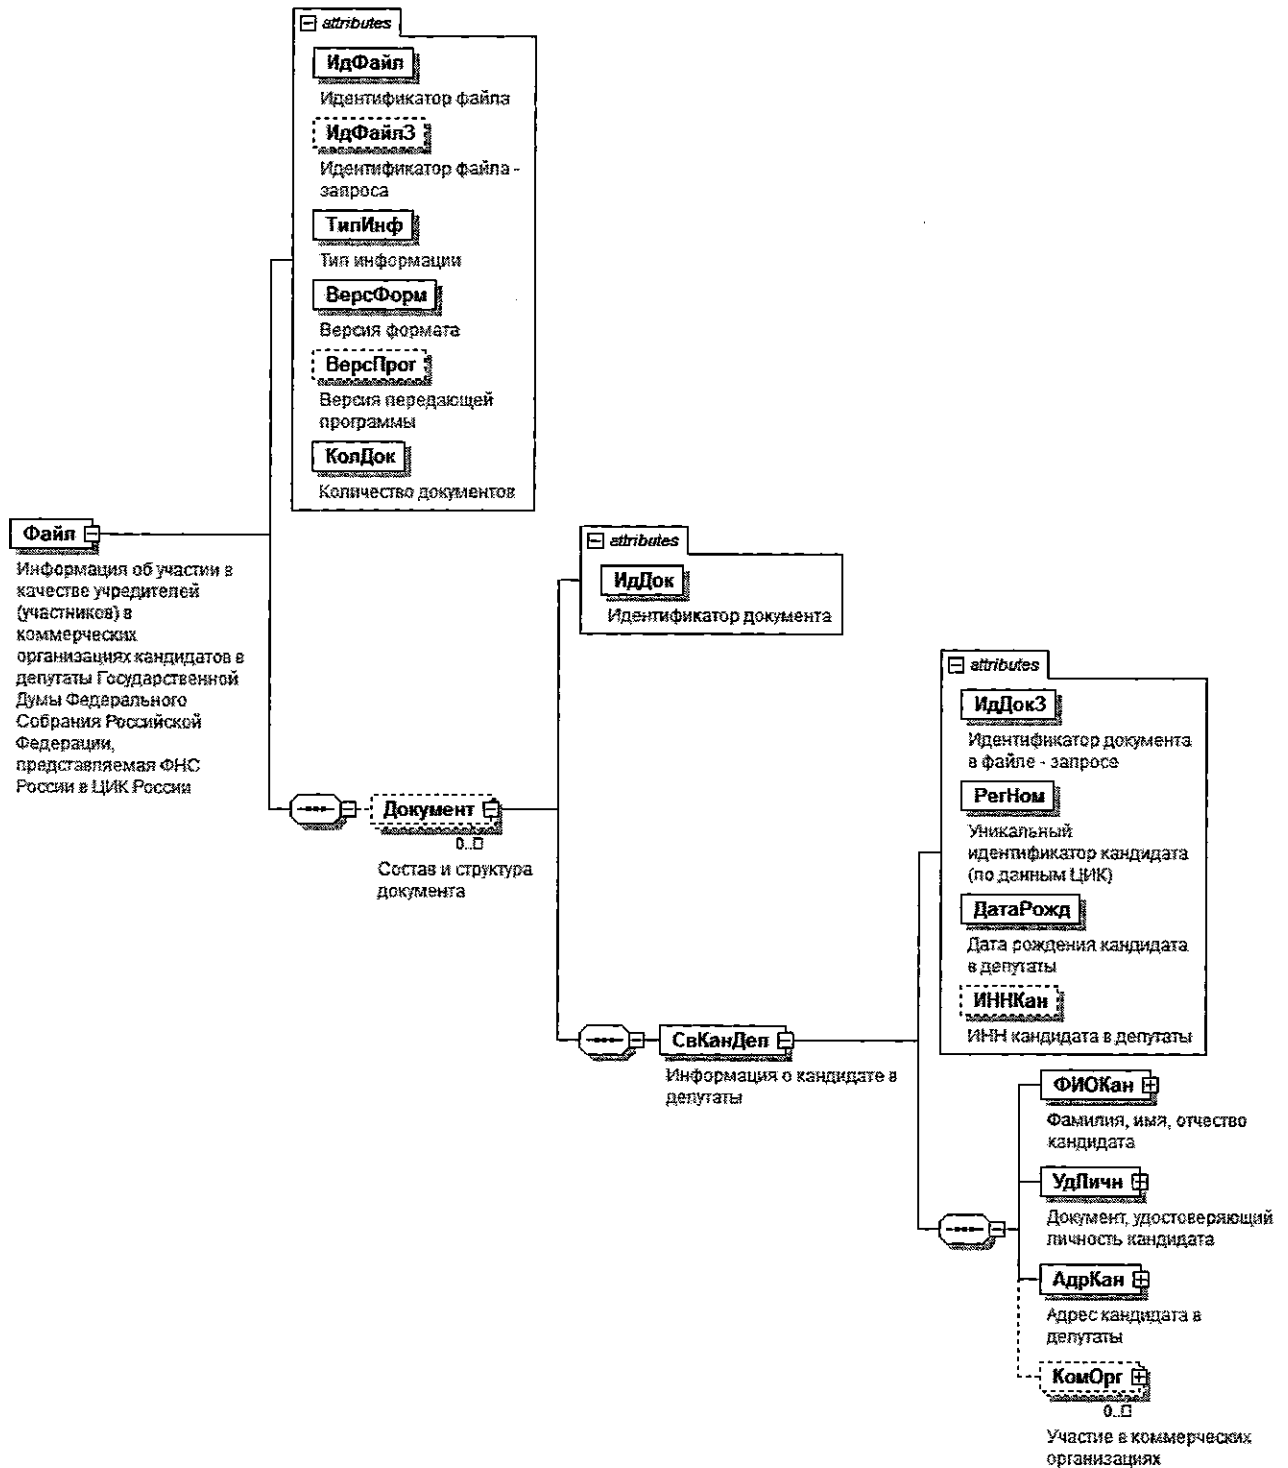 attributes
ИдФайл
Идентификатор файла
ИдФайлЗ
Идентификатор файла -
запроса
ТипИнф
Тип информации
ВерсФорм
Версия формата
ВерсПрог
Версия передающей
программы
КолДок
Количество документов
Файл
Информация об участии в
качестве учредителей
(участников) в
коммерческих
организациях кандидатов в
депутаты Государственной
Думы Федерального
Собрания Российской
Федерации,
представляемая ФНС
России в ЦИК России
Документ
0..□
Состав и структура
документа
attributes
ИдДок
Идентификатор документа
СвКанДеп
Информация о кандидате в
депутаты
attributes
ИдДокЗ
Идентификатор документа
в файле - запросе
РегНом
Уникальный
идентификатор кандидата
(по данным ЦИК)
ДатаРожд
Дата рождения кандидата
в депутаты
ИННКан
ИНН кандидата в депутаты
ФИОКан
Фамилия, имя, отчество
кандидата
УдЛичн
Документ, удостоверяющий
личность кандидата
АдрКан
Адрес кандидата в
депутаты
КомОрг
0..□
Участие в коммерческих
организациях